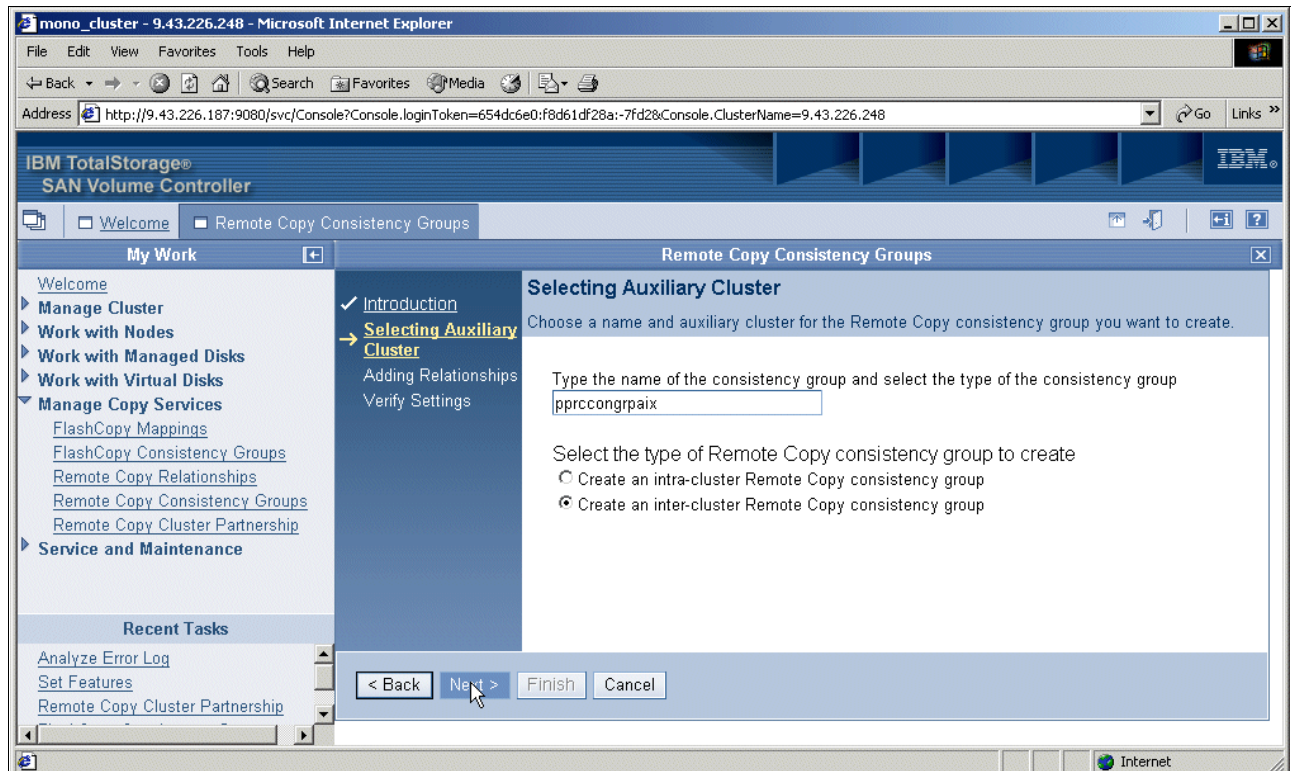 mono_cluster - 9.43.226.248 - Microsoft Internet Explorer
File Edit View Favorites Tools Help
Back Search Favorites Media
Address http://9.43.226.187:9080/svc/Console?Console.loginToken=654dc6e0:f8d61df28a:-7fd2&Console.ClusterName=9.43.226.248 Go Links »
IBM TotalStorage®
SAN Volume Controller
IBM®
Welcome Remote Copy Consistency Groups
My Work
Remote Copy Consistency Groups
Welcome
Manage Cluster
Work with Nodes
Work with Managed Disks
Work with Virtual Disks
Manage Copy Services
FlashCopy Mappings
FlashCopy Consistency Groups
Remote Copy Relationships
Remote Copy Consistency Groups
Remote Copy Cluster Partnership
Service and Maintenance
Recent Tasks
Analyze Error Log
Set Features
Remote Copy Cluster Partnership
Introduction
Selecting Auxiliary
Cluster
Adding Relationships
Verify Settings
Selecting Auxiliary Cluster
Choose a name and auxiliary cluster for the Remote Copy consistency group you want to create.
Type the name of the consistency group and select the type of the consistency group
pprccongrpaix
Select the type of Remote Copy consistency group to create
Create an intra-cluster Remote Copy consistency group
Create an inter-cluster Remote Copy consistency group
< Back Next > Finish Cancel
Internet